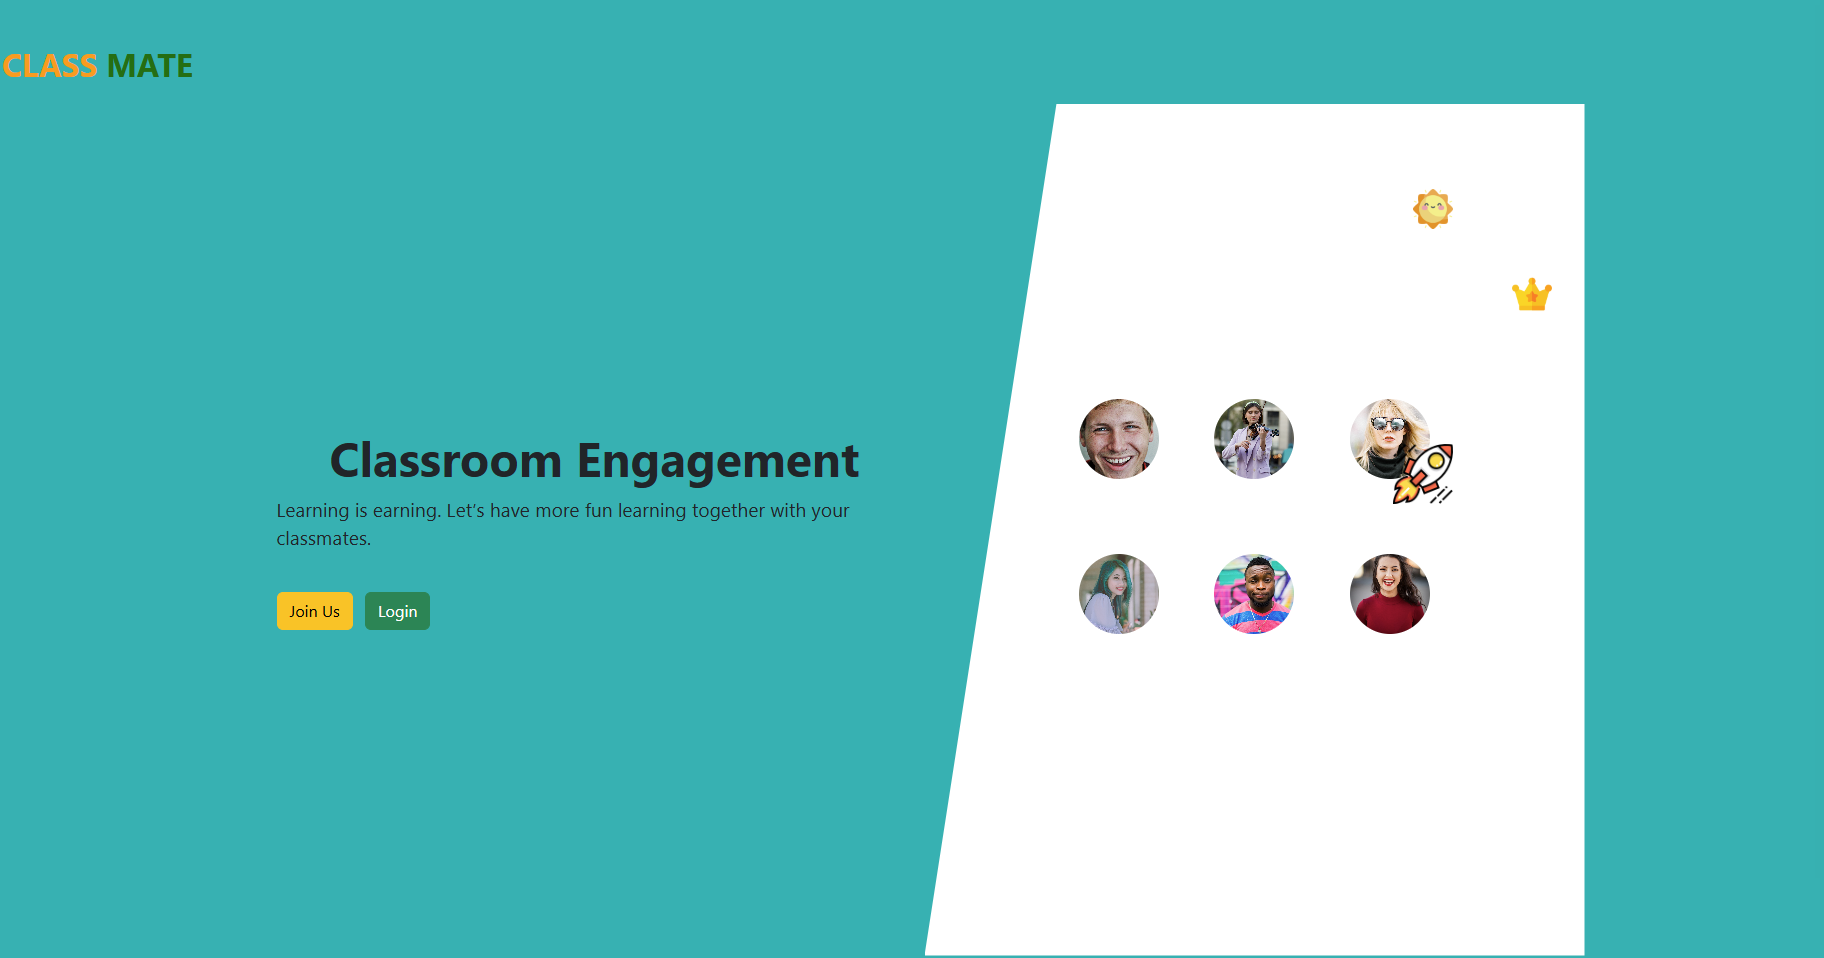 CLASS MATE
Classroom Engagement
Learning is earning. Let's have more fun learning together with your
classmates.
Join Us
Login